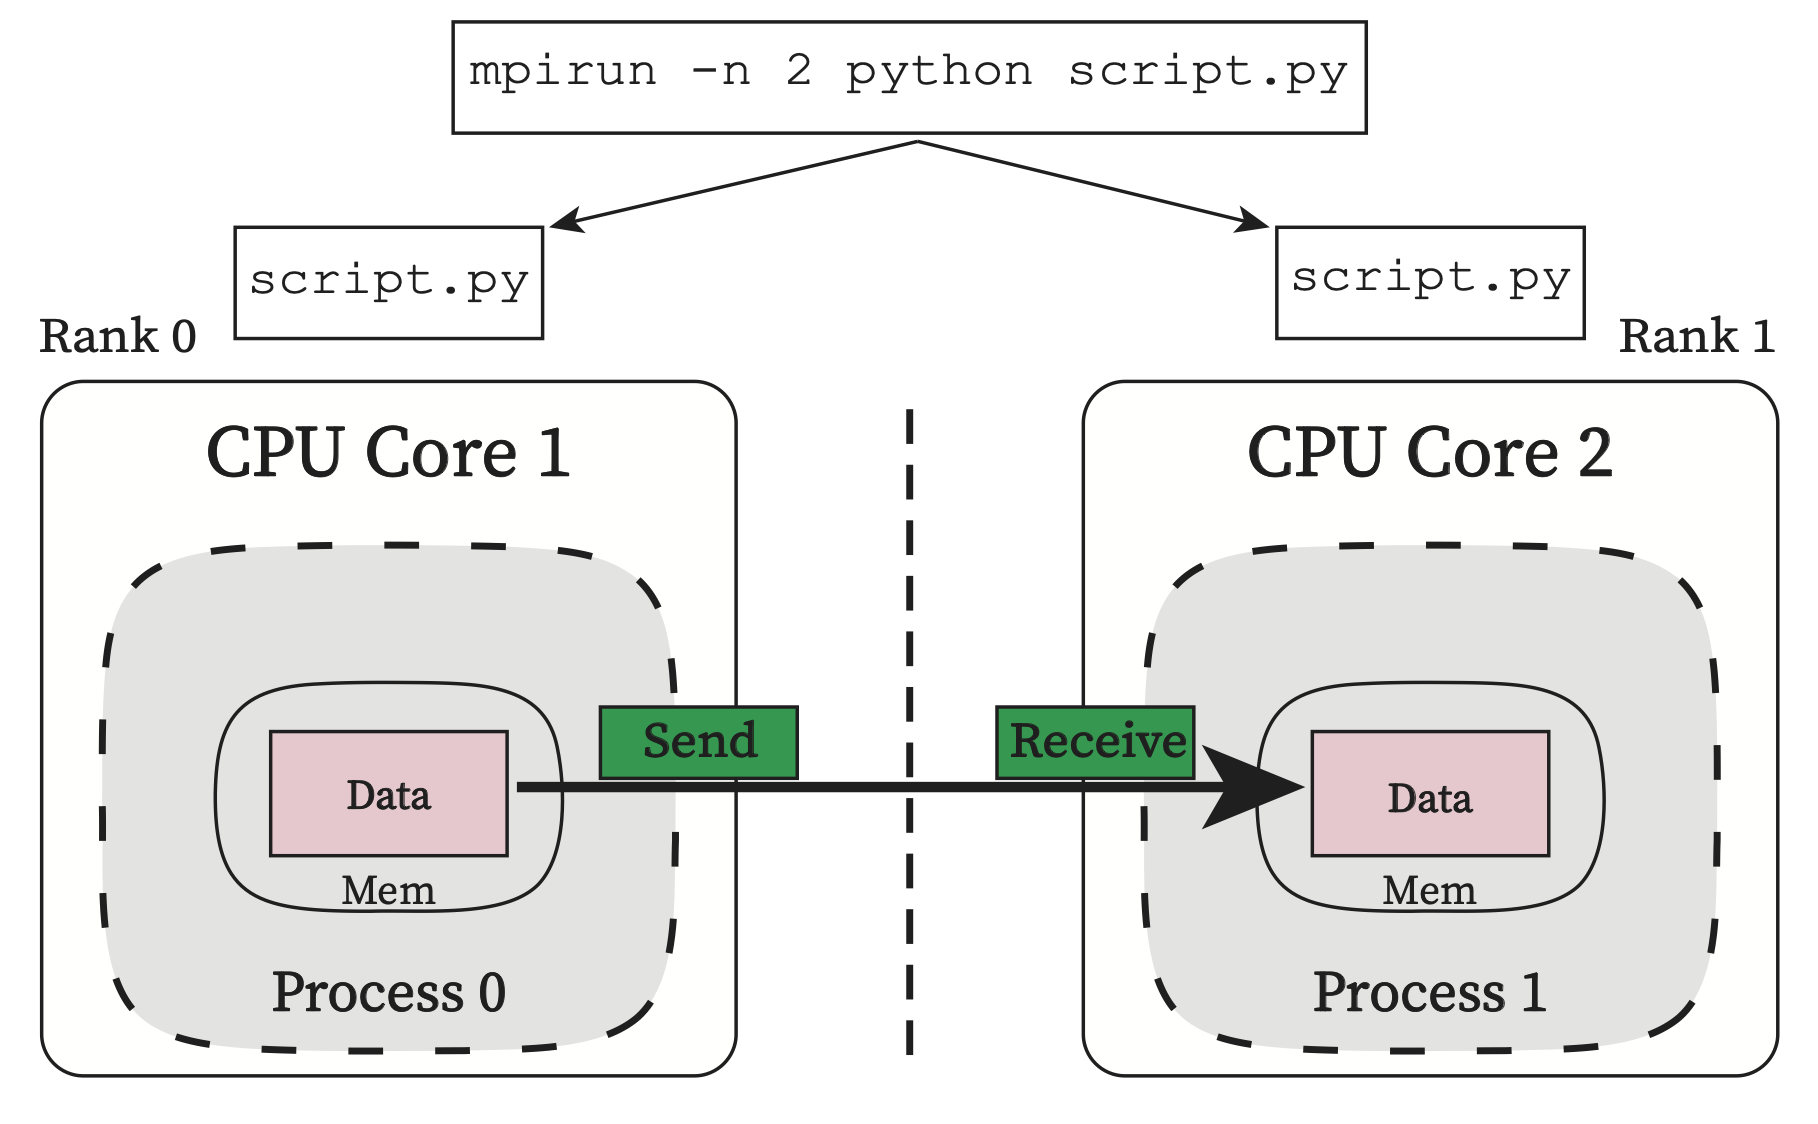 mpirun -n 2 python script.py
script.py
script.py
Rank 0
Rank 1
CPU Core 1
CPU Core 2
Send
Receive
Data
Data
Mem
Mem
Process 0
Process 1